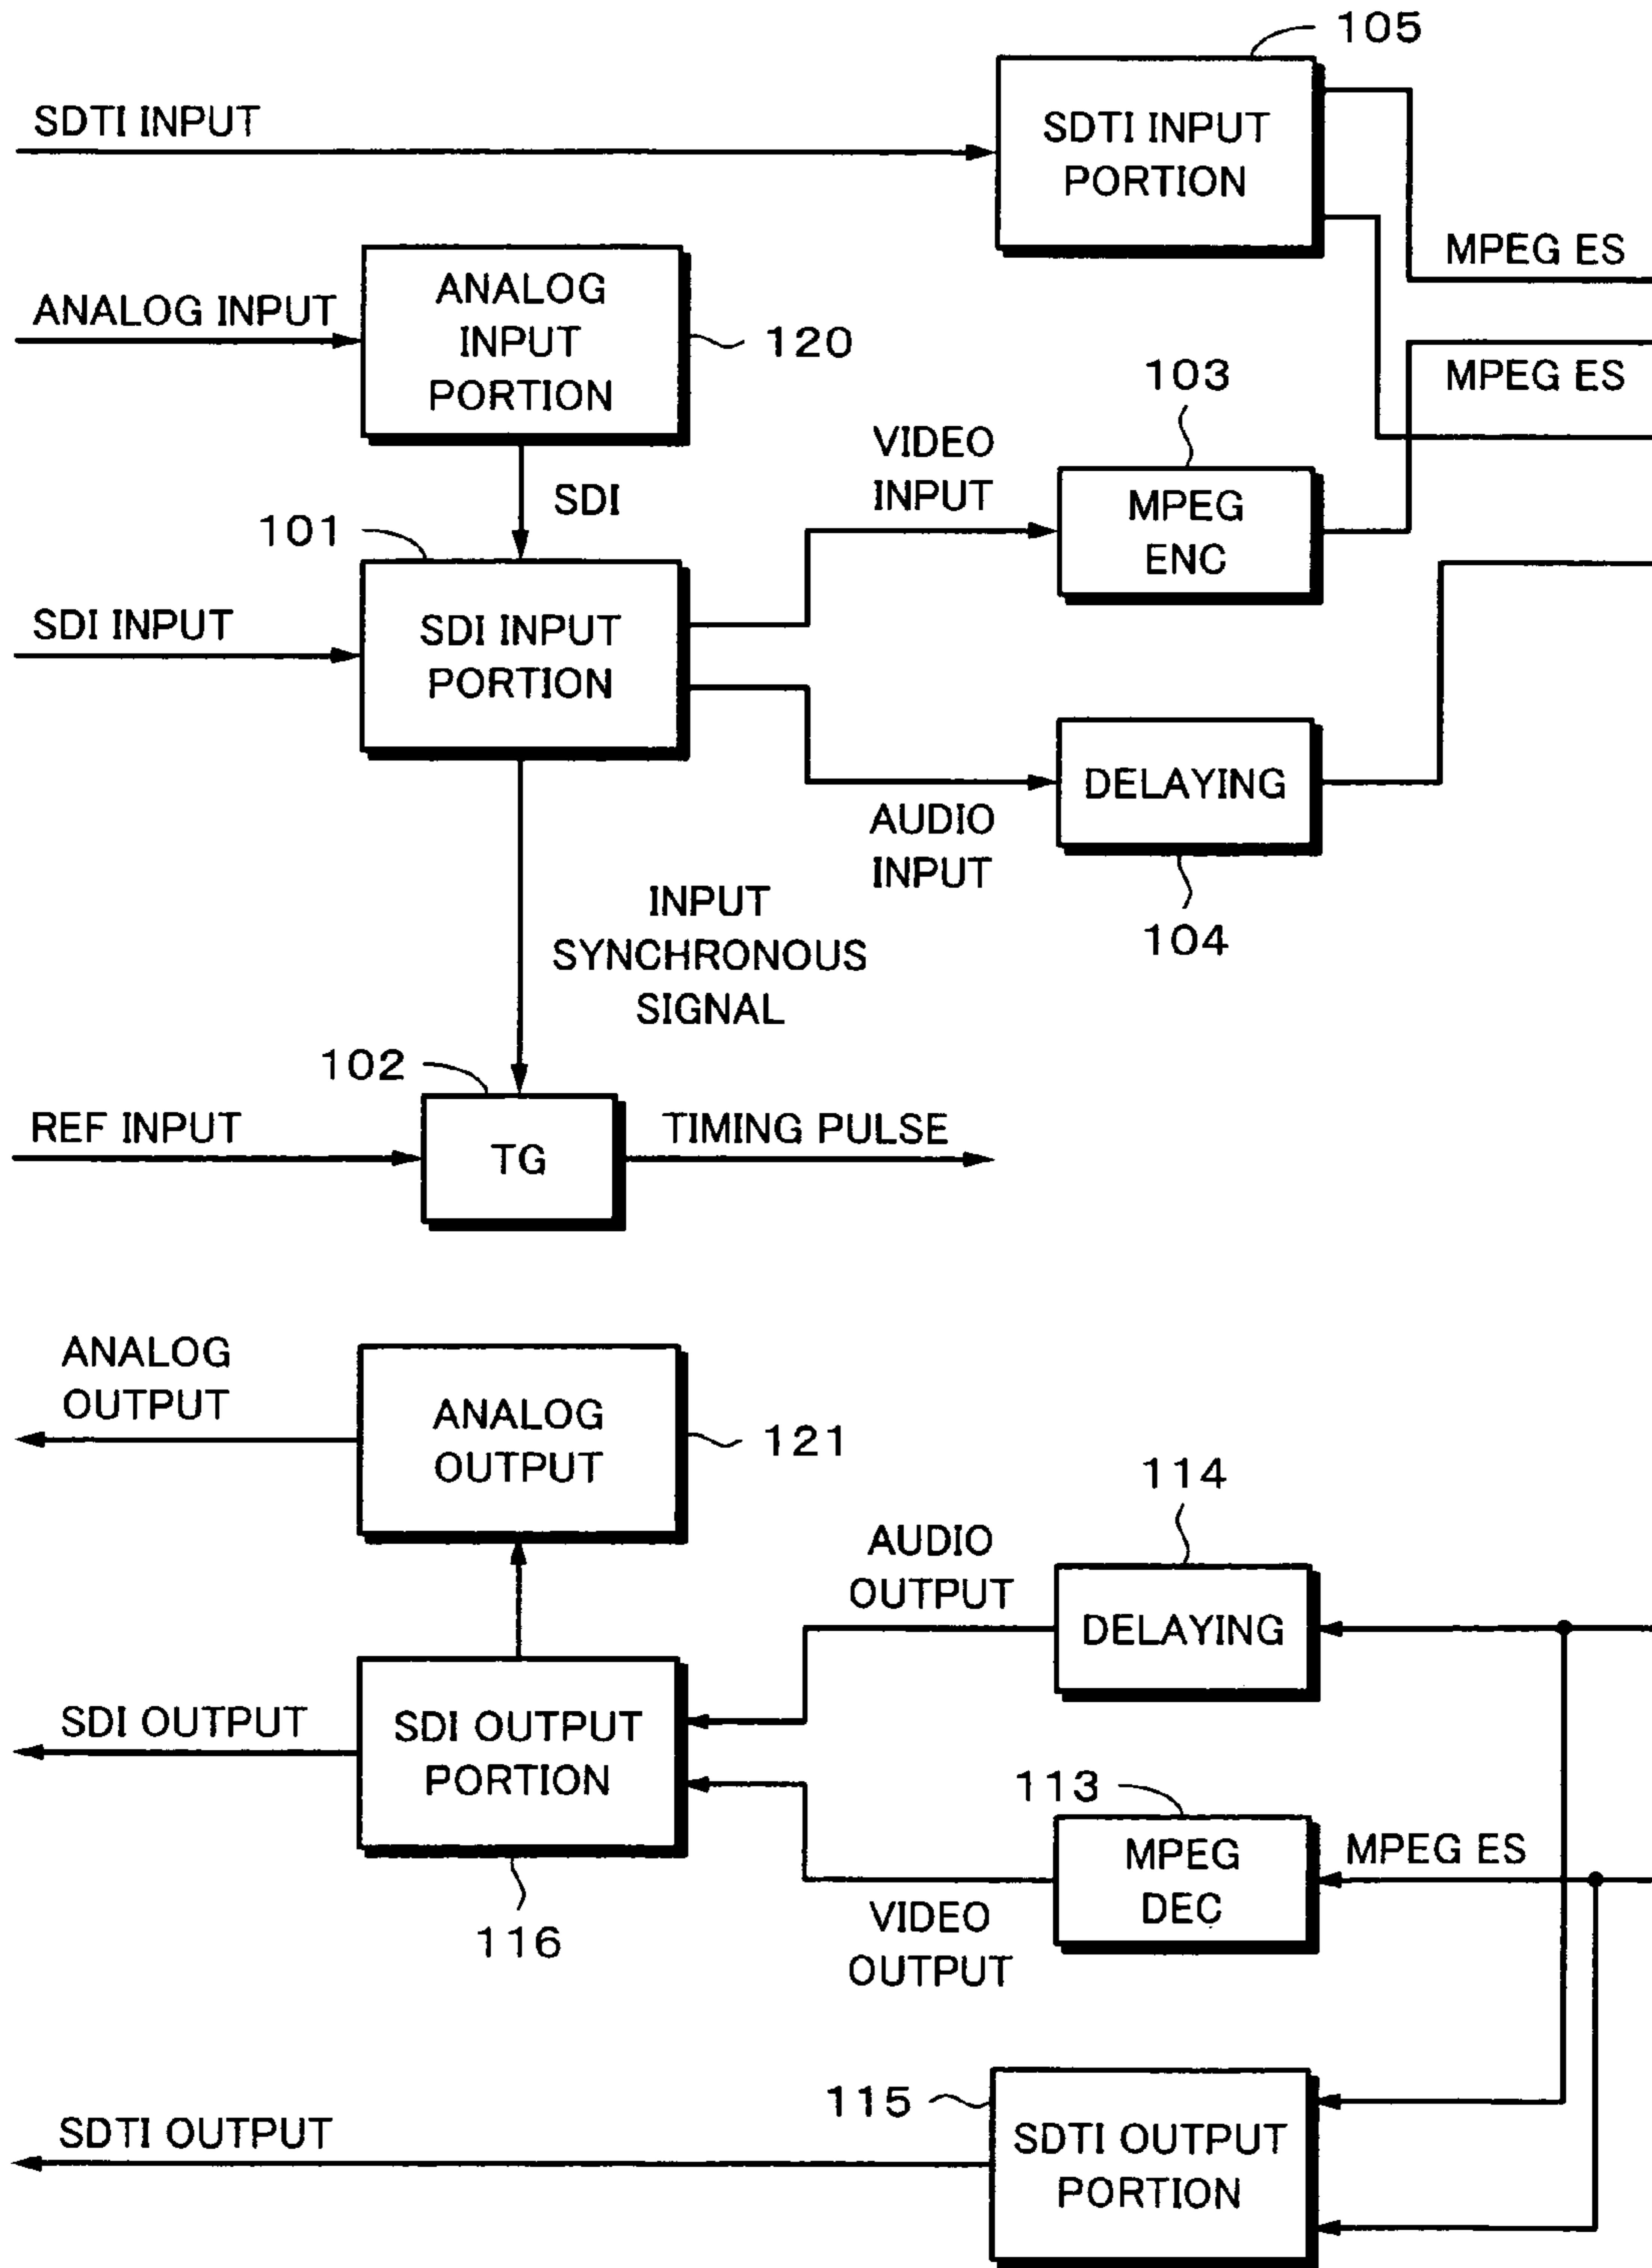 105
SDTI INPUT
SDTI INPUT
PORTION
MPEG ES
ANALOG INPUT
ANALOG
INPUT
PORTION
120
MPEG ES
103
VIDEO
INPUT
MPEG
ENC
SDI
101
SDI INPUT
SDI INPUT
PORTION
DELAYING
AUDIO
INPUT
104
INPUT
SYNCHRONOUS
SIGNAL
102
REF INPUT
TG
TIMING PULSE
ANALOG
OUTPUT
ANALOG
OUTPUT
121
114
AUDIO
OUTPUT
DELAYING
SDI OUTPUT
SDI OUTPUT
PORTION
116
113
MPEG
DEC
MPEG ES
VIDEO
OUTPUT
115
SDTI OUTPUT
SDTI OUTPUT
PORTION